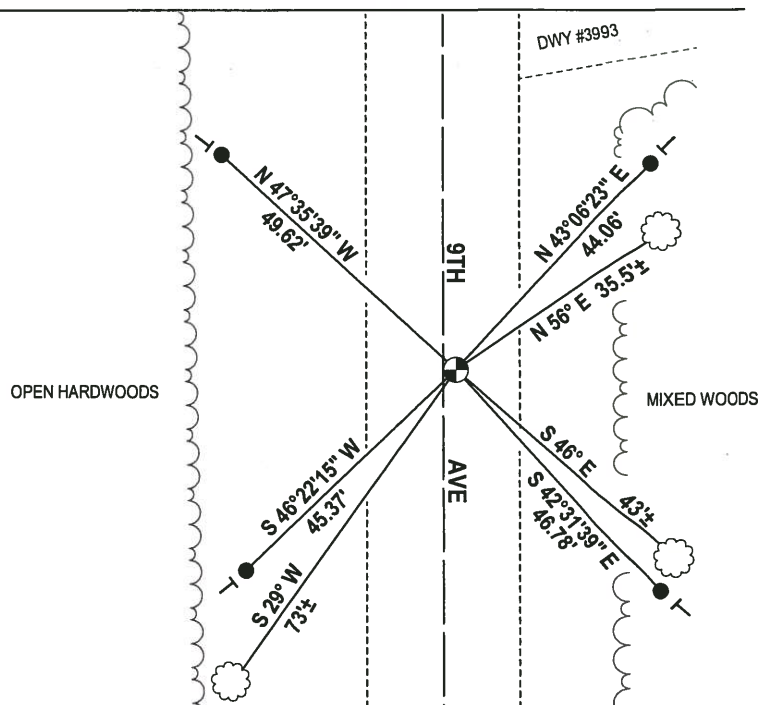 DWY #3993
N 47°35'39" W
49.62'
N 43°06'23" E
44.06'
9TH
N 56° E 35.5'±
OPEN HARDWOODS
MIXED WOODS
S 46°22'15" W
45.37'
AVE
S 46° E 43'±
S 42°31'39" E
46.78'
S 29° W
73'±